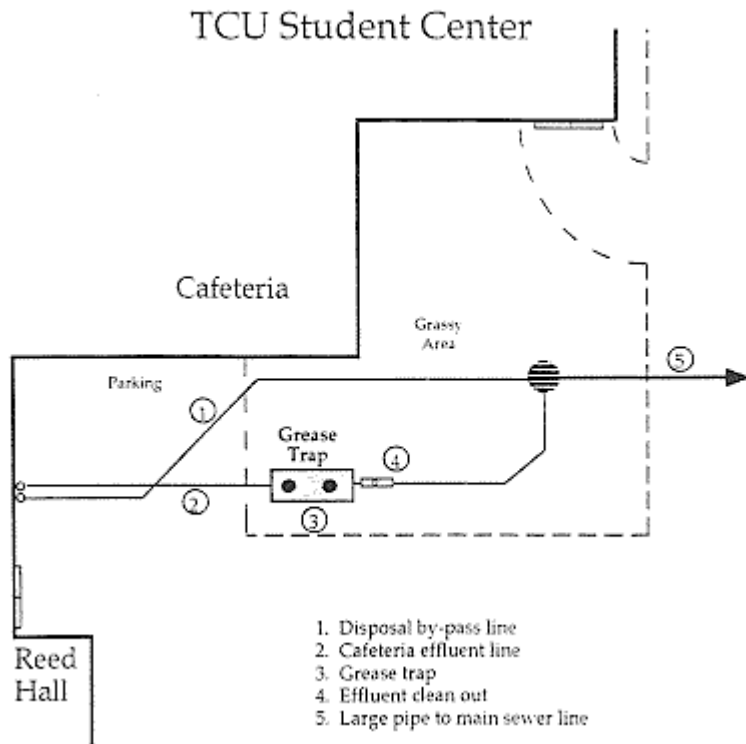 TCU Student Center
Cafeteria
Grassy
Area
5
Parking
1
Grease
Trap
4
2
3
Reed
Hall
1. Disposal by-pass line
2. Cafeteria effluent line
3. Grease trap
4. Effluent clean out
5. Large pipe to main sewer line